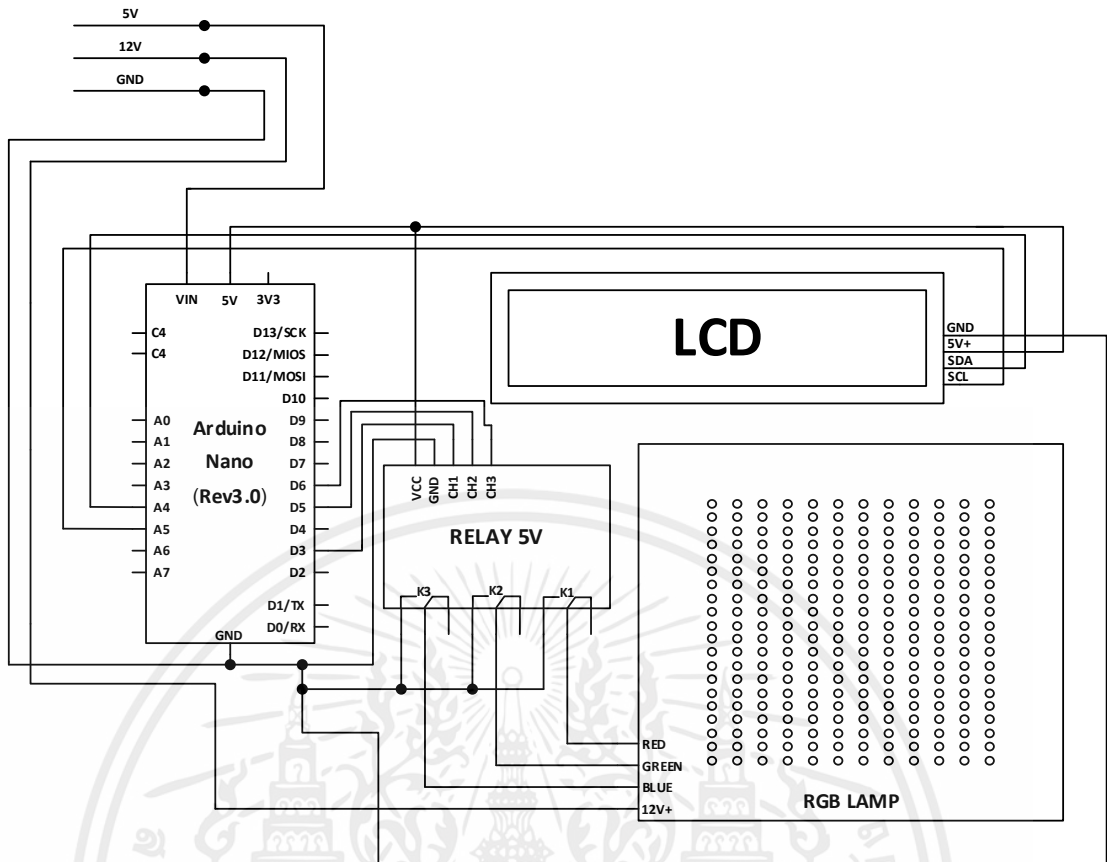 5V
12V
GND
VIN 5V 3V3
C4
C4
D13/SCK
D12/MIOS
D11/MOSI
D10
D9
D8
D7
D6
D5
D4
D3
D2
D1/TX
D0/RX
A0
A1
A2
A3
A4
A5
A6
A7
Arduino
Nano
(Rev3.0)
GND
LCD
GND
5V+
SDA
SCL
VCC
GND
CH1
CH2
CH3
RELAY 5V
K3 K2 K1
RED
GREEN
BLUE
12V+
RGB LAMP